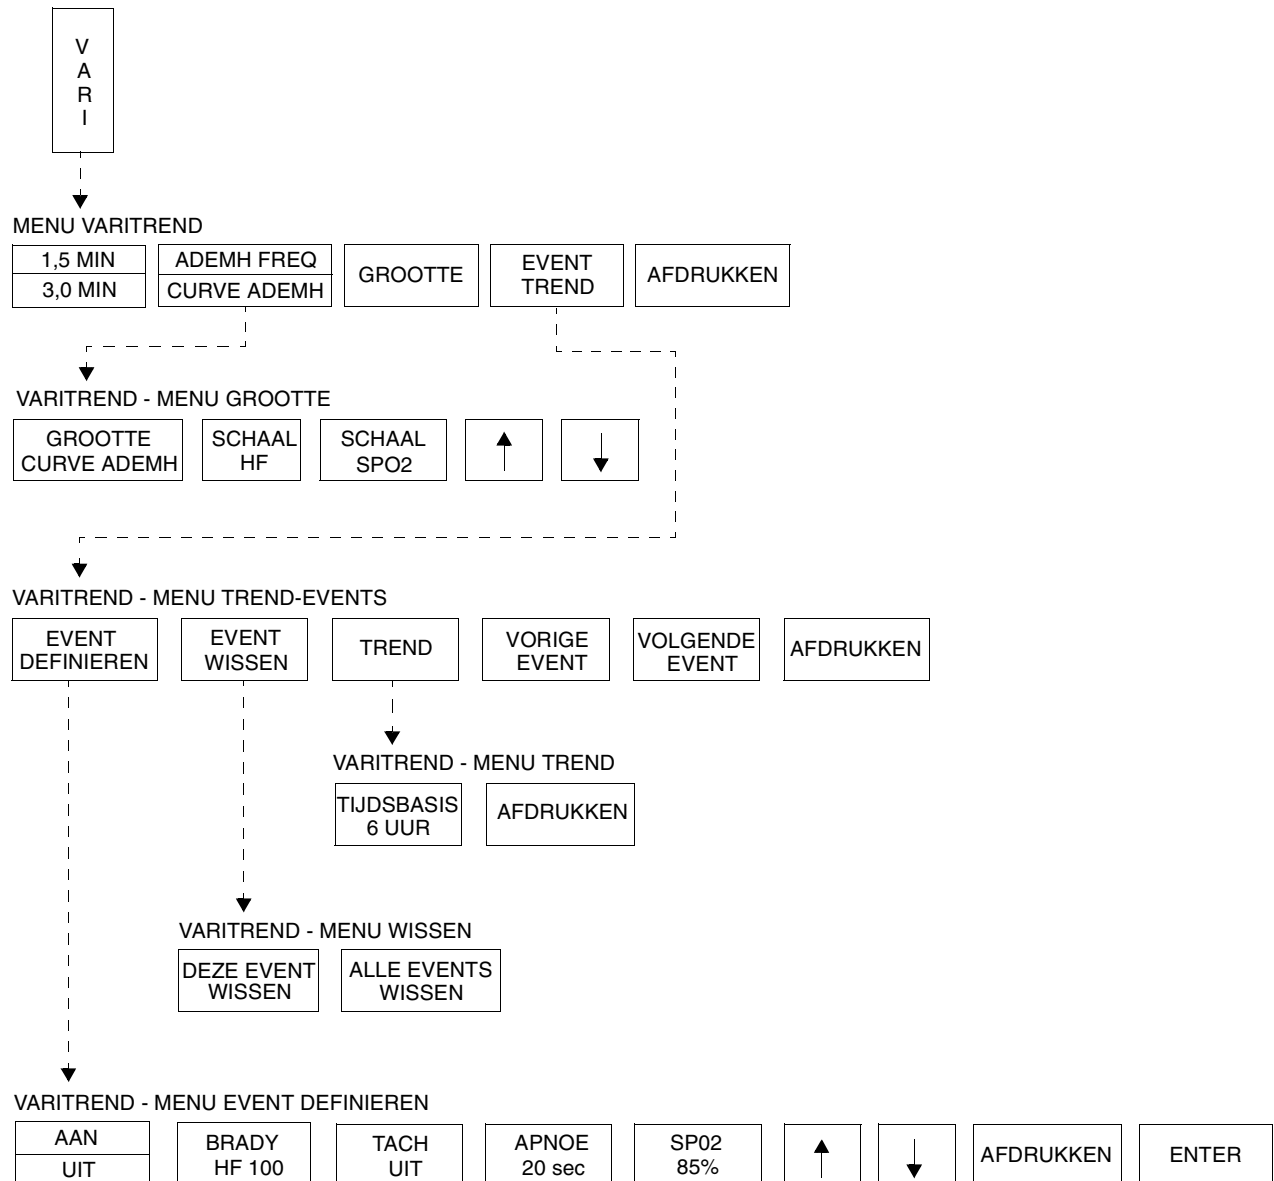 V
A
R
I
MENU VARITREND
1,5 MIN
3,0 MIN
ADEMH FREQ
CURVE ADEMH
GROOTTE
EVENT
TREND
AFDRUKKEN
VARITREND - MENU GROOTTE
GROOTTE
CURVE ADEMH
SCHAAL
HF
SCHAAL
SPO2
VARITREND - MENU TREND-EVENTS
EVENT
DEFINIEREN
EVENT
WISSEN
TREND
VORIGE
EVENT
VOLGENDE
EVENT
AFDRUKKEN
VARITREND - MENU TREND
TIJDSBASIS
6 UUR
AFDRUKKEN
VARITREND - MENU WISSEN
DEZE EVENT
WISSEN
ALLE EVENTS
WISSEN
VARITREND - MENU EVENT DEFINIEREN
AAN
UIT
BRADY
HF 100
TACH
UIT
APNOE
20 sec
SP02
85%
AFDRUKKEN
ENTER